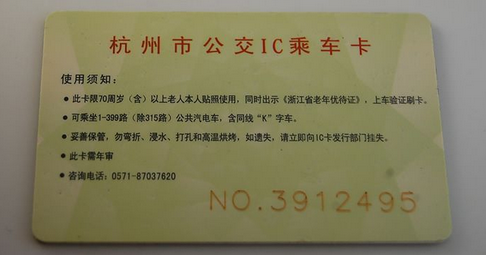 杭州市公交IC乘车卡
使用须知：
● 此卡限70周岁（含）以上老人本人贴照使用，同时出示《浙江省老年优待证》，上车验证刷卡。
● 可乘坐1-399路（除315路）公共汽电车，含同线“K”字车。
● 妥善保管，勿弯折、浸水、打孔和高温烘烤，如遗失，请立即向IC卡发行部门挂失。
● 此卡需年审
● 咨询电话：0571-87037620
NO.3912495